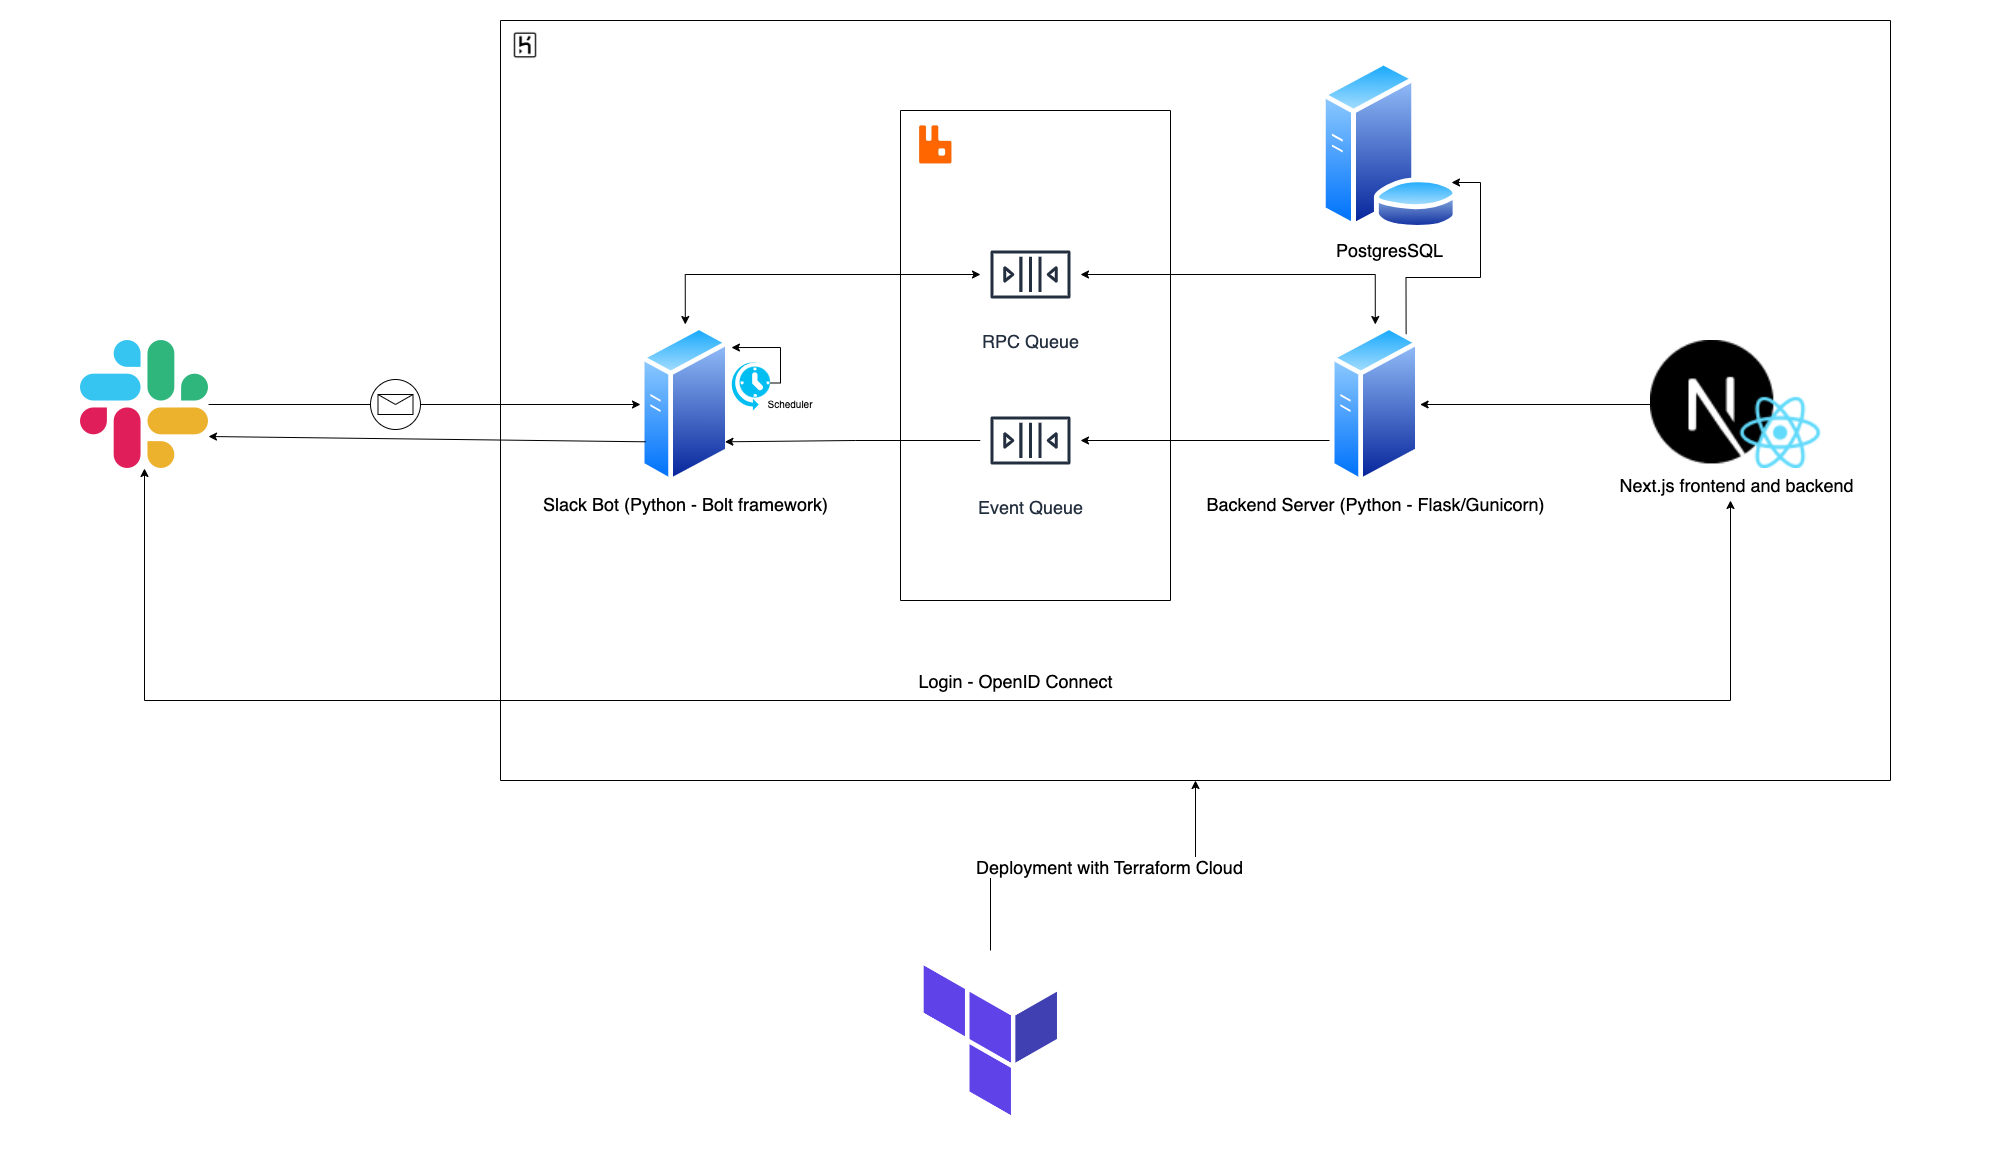 PostgresSQL
RPC Queue
Scheduler
Next.js frontend and backend
Slack Bot (Python - Bolt framework)
Event Queue
Backend Server (Python - Flask/Gunicorn)
Login - OpenID Connect
Deployment with Terraform Cloud